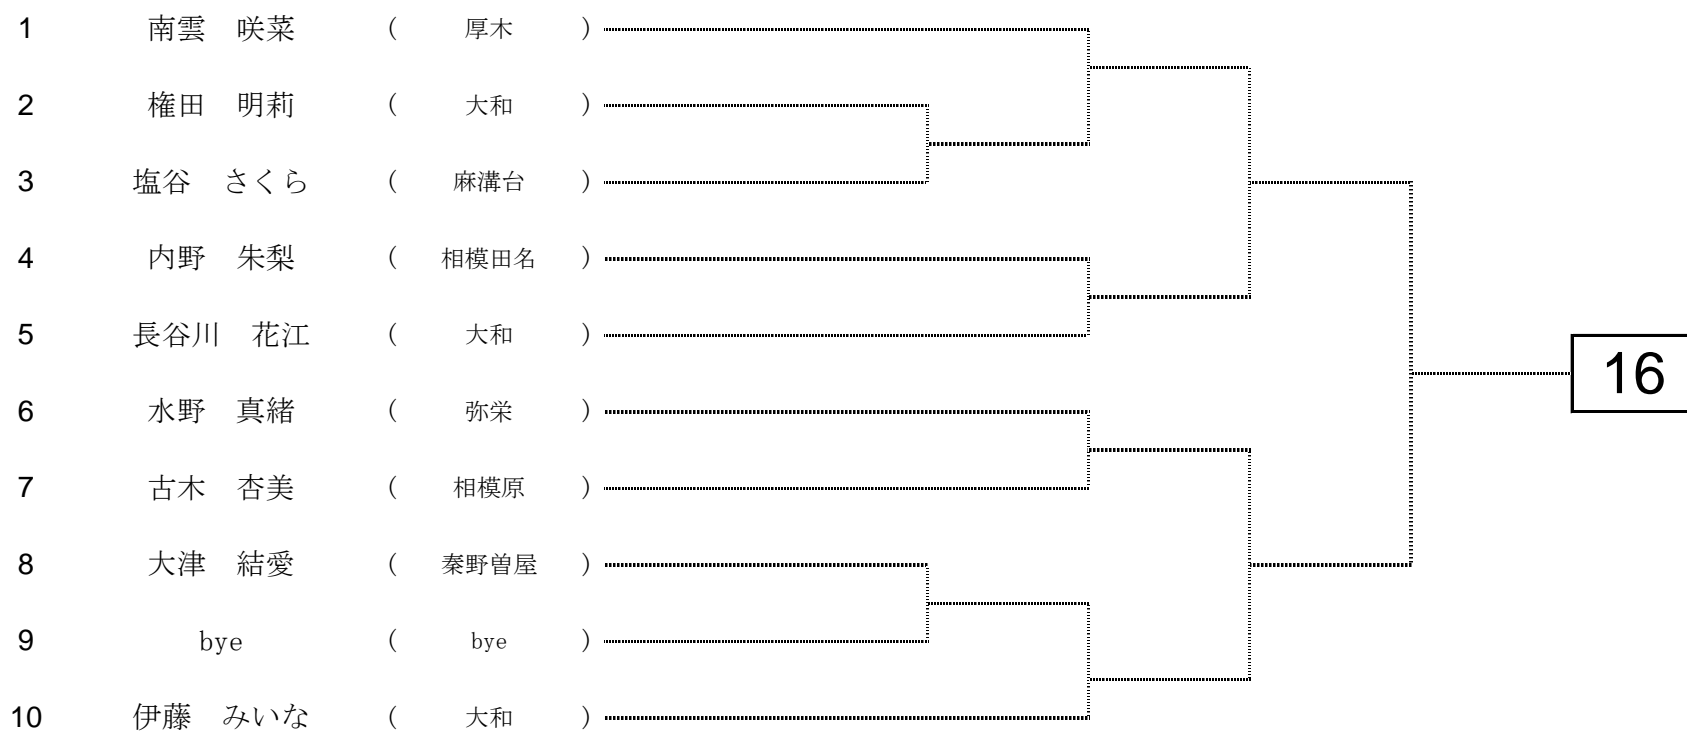 1 南雲 咲菜 ( 厚木 )
2 権田 明莉 ( 大和 )
3 塩谷 さくら ( 麻溝台 )
4 内野 朱梨 ( 相模田名 )
5 長谷川 花江 ( 大和 )
16
6 水野 真緒 ( 弥栄 )
7 古木 杏美 ( 相模原 )
8 大津 結愛 ( 秦野曽屋 )
9 bye ( bye )
10 伊藤 みいな ( 大和 )